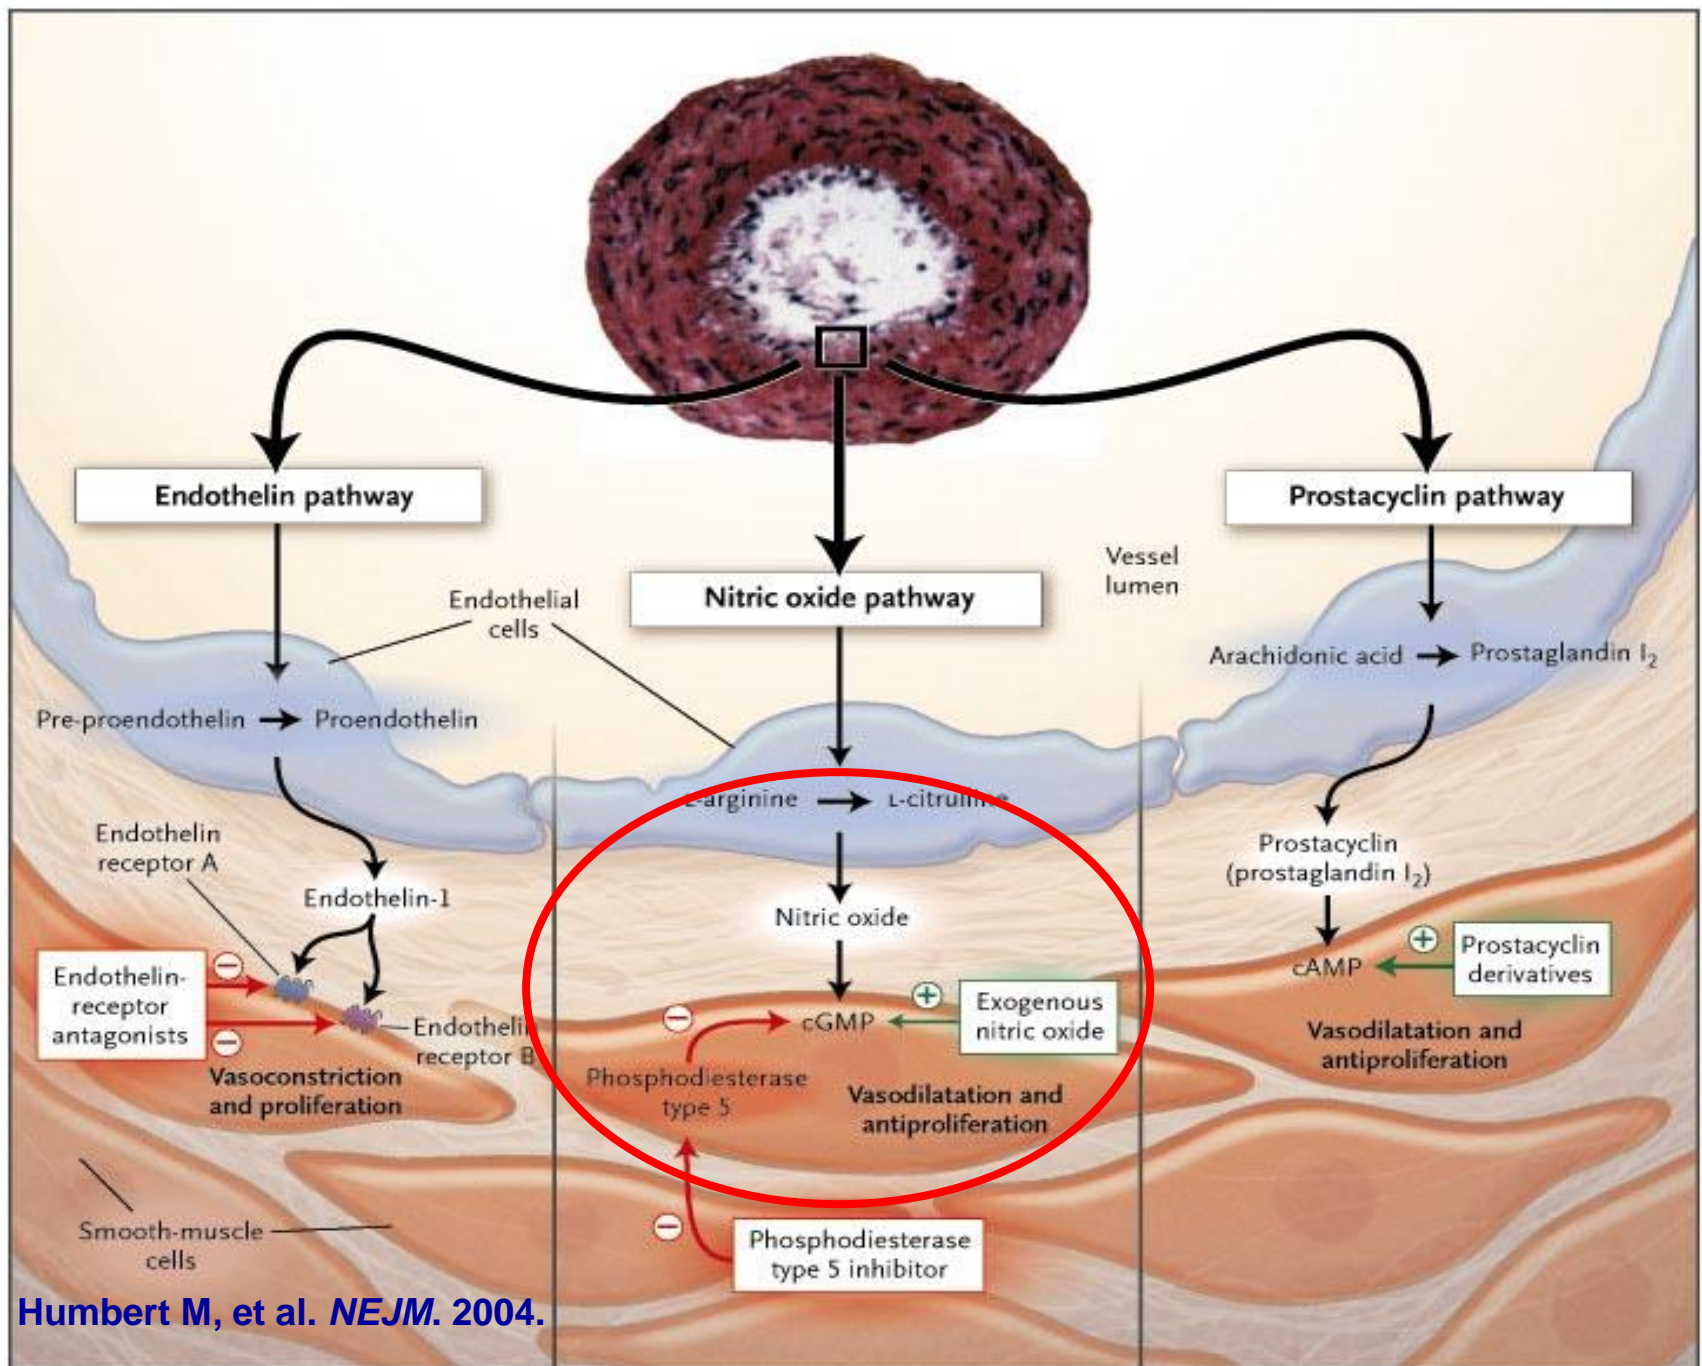 Endothelin pathway
Nitric oxide pathway
Prostacyclin pathway
Vessel
lumen
Endothelial
cells
Arachidonic acid → Prostaglandin I₂
Pre-proendothelin → Proendothelin
L-arginine → L-citrulline
Endothelin
receptor A
Endothelin-1
Nitric oxide
Prostacyclin
(prostaglandin I₂)
Endothelin-
receptor
antagonists
−
−
Endothelin
receptor B
Vasoconstriction
and proliferation
−
cGMP
+
Exogenous
nitric oxide
Phosphodiesterase
type 5
Vasodilatation and
antiproliferation
cAMP
+
Prostacyclin
derivatives
Vasodilatation and
antiproliferation
Smooth-muscle
cells
−
Phosphodiesterase
type 5 inhibitor
Humbert M, et al. NEJM. 2004.